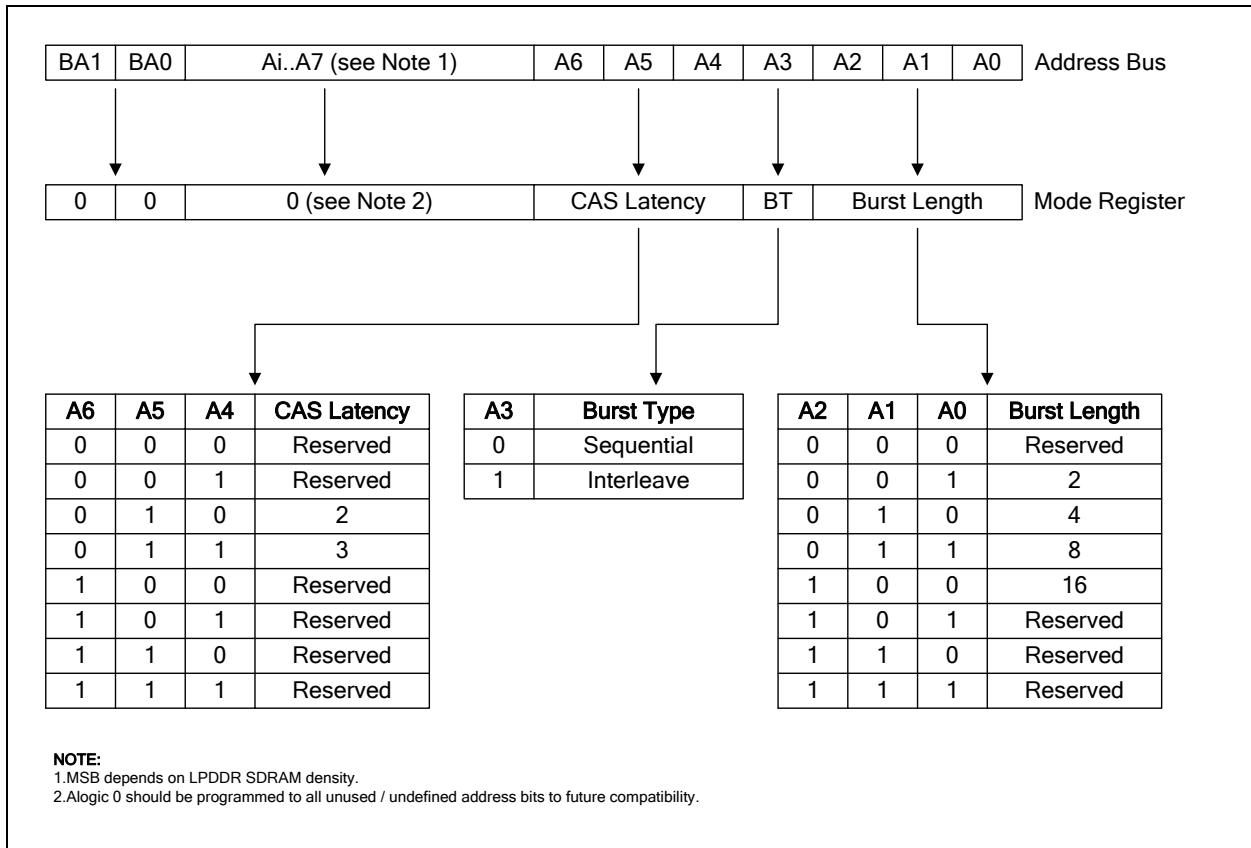 BA1 BA0 Ai..A7 (see Note 1) A6 A5 A4 A3 A2 A1 A0 Address Bus
0 0 0 (see Note 2) CAS Latency BT Burst Length Mode Register
A6 A5 A4 CAS Latency
0 0 0 Reserved
0 0 1 Reserved
0 1 0 2
0 1 1 3
1 0 0 Reserved
1 0 1 Reserved
1 1 0 Reserved
1 1 1 Reserved
A3 Burst Type
0 Sequential
1 Interleave
A2 A1 A0 Burst Length
0 0 0 Reserved
0 0 1 2
0 1 0 4
0 1 1 8
1 0 0 16
1 0 1 Reserved
1 1 0 Reserved
1 1 1 Reserved
NOTE:
1.MSB depends on LPDDR SDRAM density.
2.Alogic 0 should be programmed to all unused / undefined address bits to future compatibility.